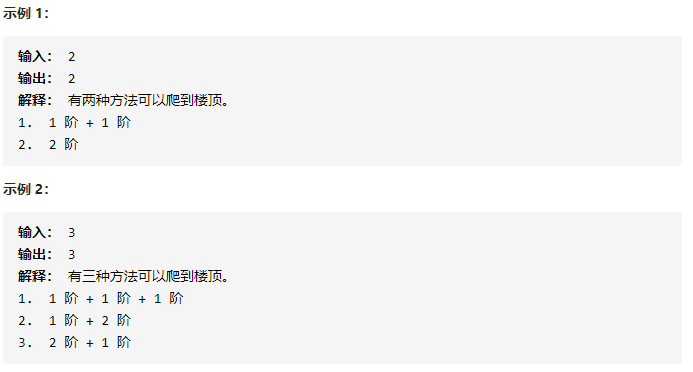 示例 1：
输入： 2
输出： 2
解释： 有两种方法可以爬到楼顶。
1. 1 阶 + 1 阶
2. 2 阶
示例 2：
输入： 3
输出： 3
解释： 有三种方法可以爬到楼顶。
1. 1 阶 + 1 阶 + 1 阶
2. 1 阶 + 2 阶
3. 2 阶 + 1 阶